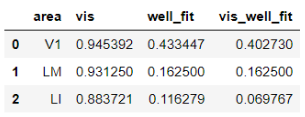 area vis well_fit vis_well_fit
0 V1 0.945392 0.433447 0.402730
1 LM 0.931250 0.162500 0.162500
2 LI 0.883721 0.116279 0.069767